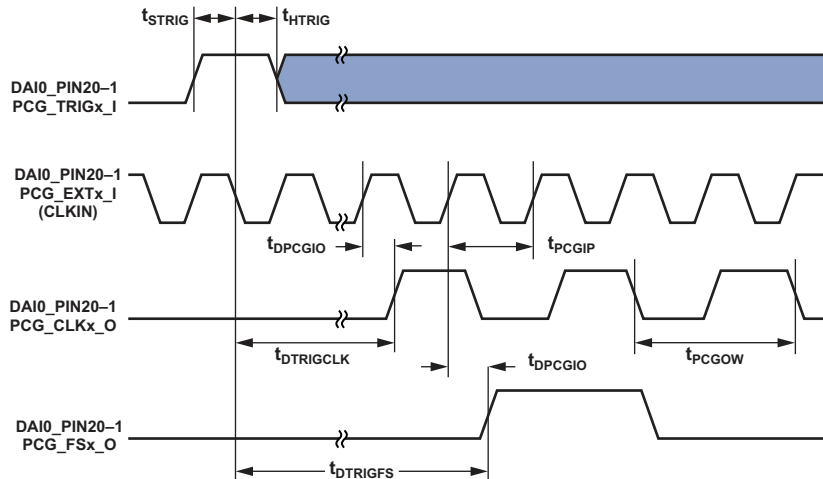 tSTRIG tHTRIG
DAI0_PIN20–1
PCG_TRIGx_I
DAI0_PIN20–1
PCG_EXTx_I
(CLKIN)
tDPCGIO tPCGIP
DAI0_PIN20–1
PCG_CLKx_O
tDTRIGCLK tDPCGIO tPCGOW
DAI0_PIN20–1
PCG_FSx_O
tDTRIGFS